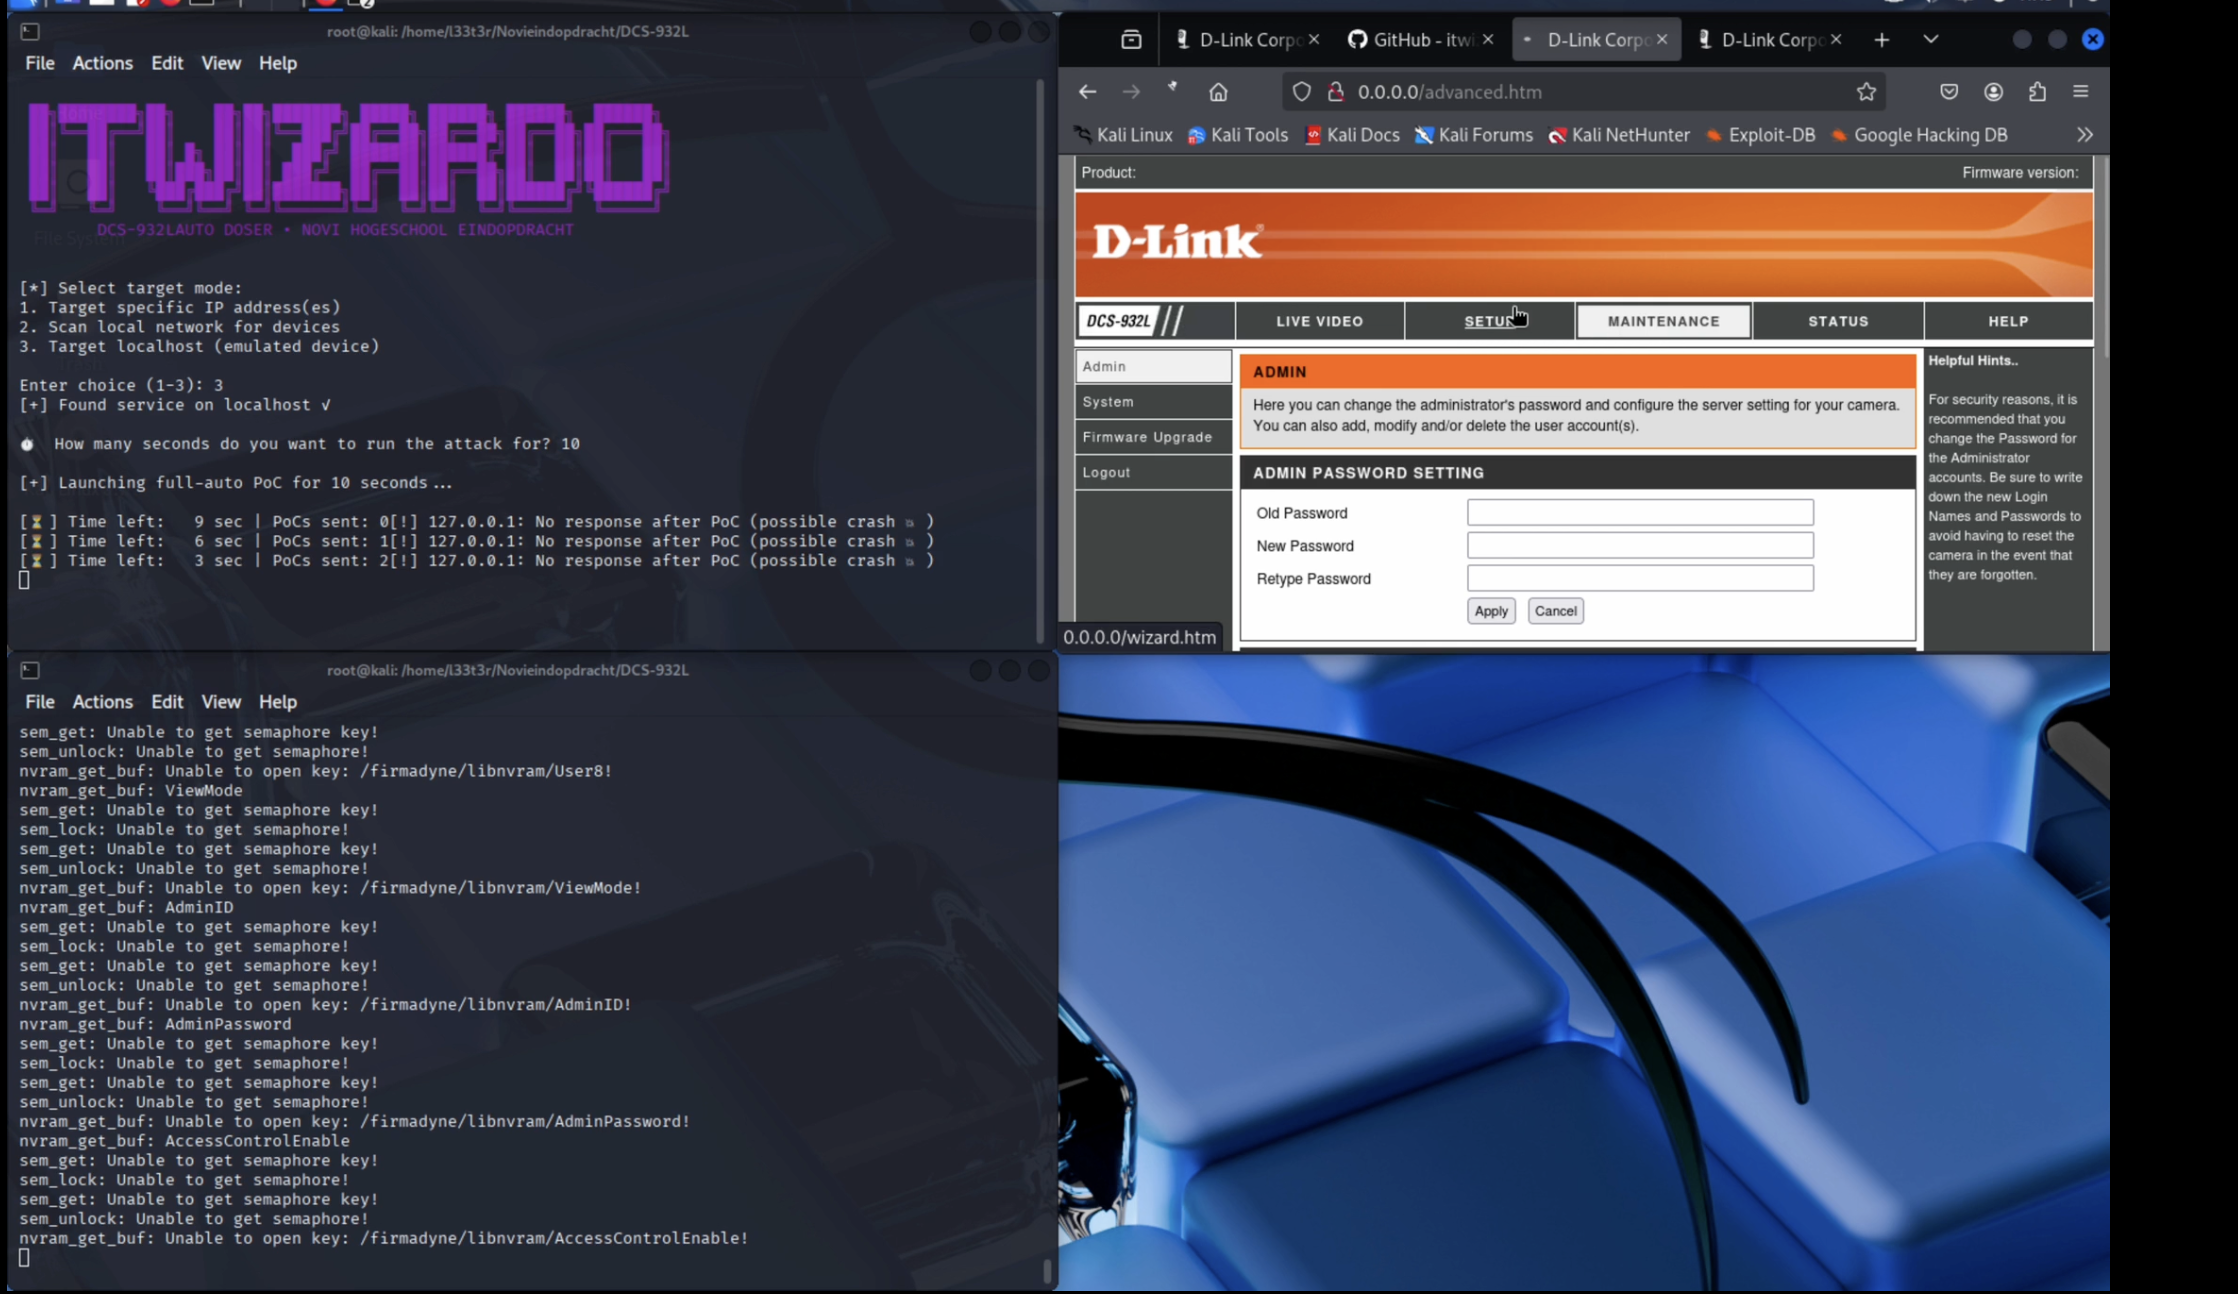 root@kali: /home/l33t3r/Novieindopdracht/DCS-932L
File Actions Edit View Help
ITWIZARDO
DCS-932LAUTO DOSER • NOVI HOGESCHOOL EINDOPDRACHT
[*] Select target mode:
1. Target specific IP address(es)
2. Scan local network for devices
3. Target localhost (emulated device)
Enter choice (1-3): 3
[+] Found service on localhost √
How many seconds do you want to run the attack for? 10
[+] Launching full-auto PoC for 10 seconds...
[⏳] Time left: 9 sec | PoCs sent: 0[!] 127.0.0.1: No response after PoC (possible crash )
[⏳] Time left: 6 sec | PoCs sent: 1[!] 127.0.0.1: No response after PoC (possible crash )
[⏳] Time left: 3 sec | PoCs sent: 2[!] 127.0.0.1: No response after PoC (possible crash )
D-Link Corpo GitHub - itwi D-Link Corpo D-Link Corpo
0.0.0.0/advanced.htm
Kali Linux Kali Tools Kali Docs Kali Forums Kali NetHunter Exploit-DB Google Hacking DB
Product: Firmware version:
D-Link
DCS-932L LIVE VIDEO SETUP MAINTENANCE STATUS HELP
Admin
System
Firmware Upgrade
Logout
ADMIN
Here you can change the administrator's password and configure the server setting for your camera.
You can also add, modify and/or delete the user account(s).
ADMIN PASSWORD SETTING
Old Password
New Password
Retype Password
Apply Cancel
Helpful Hints..
For security reasons, it is
recommended that you
change the Password for
the Administrator
accounts. Be sure to write
down the new Login
Names and Passwords to
avoid having to reset the
camera in the event that
they are forgotten.
0.0.0.0/wizard.htm
root@kali: /home/l33t3r/Novieindopdracht/DCS-932L
File Actions Edit View Help
sem_get: Unable to get semaphore key!
sem_unlock: Unable to get semaphore!
nvram_get_buf: Unable to open key: /firmadyne/libnvram/User8!
nvram_get_buf: ViewMode
sem_get: Unable to get semaphore key!
sem_lock: Unable to get semaphore!
sem_get: Unable to get semaphore key!
sem_unlock: Unable to get semaphore!
nvram_get_buf: Unable to open key: /firmadyne/libnvram/ViewMode!
nvram_get_buf: AdminID
sem_get: Unable to get semaphore key!
sem_lock: Unable to get semaphore!
sem_get: Unable to get semaphore key!
sem_unlock: Unable to get semaphore!
nvram_get_buf: Unable to open key: /firmadyne/libnvram/AdminID!
nvram_get_buf: AdminPassword
sem_get: Unable to get semaphore key!
sem_lock: Unable to get semaphore!
sem_get: Unable to get semaphore key!
sem_unlock: Unable to get semaphore!
nvram_get_buf: Unable to open key: /firmadyne/libnvram/AdminPassword!
nvram_get_buf: AccessControlEnable
sem_get: Unable to get semaphore key!
sem_lock: Unable to get semaphore!
sem_get: Unable to get semaphore key!
sem_unlock: Unable to get semaphore!
nvram_get_buf: Unable to open key: /firmadyne/libnvram/AccessControlEnable!